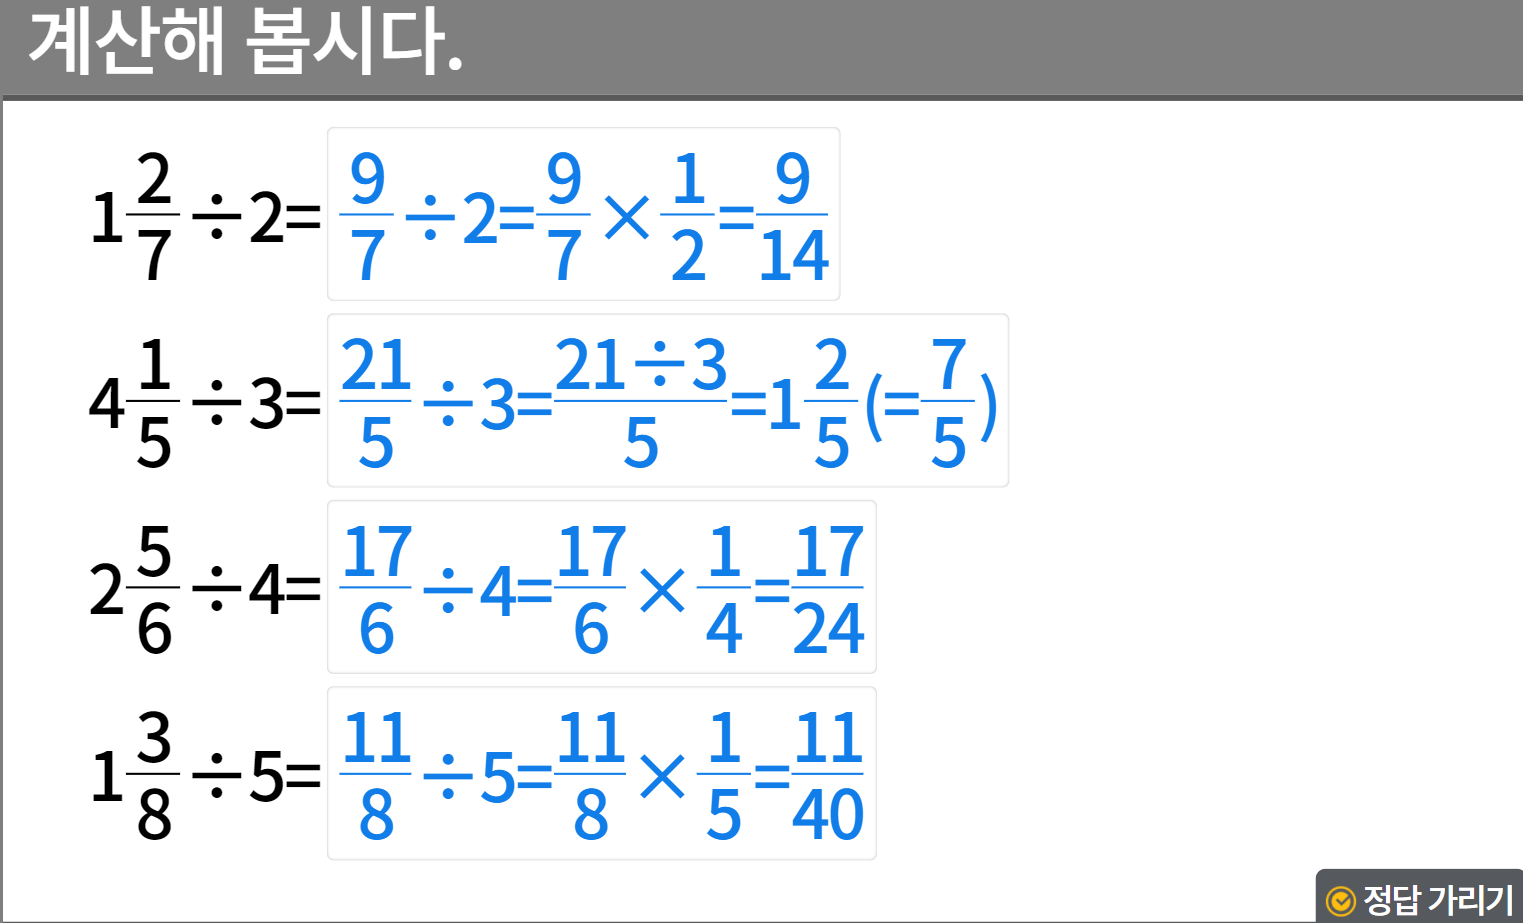 계산해 봅시다.
1 2/7 ÷2= 9/7 ÷2= 9/7 × 1/2 = 9/14
4 1/5 ÷3= 21/5 ÷3= 21÷3/5 =1 2/5 (= 7/5 )
2 5/6 ÷4= 17/6 ÷4= 17/6 × 1/4 = 17/24
1 3/8 ÷5= 11/8 ÷5= 11/8 × 1/5 = 11/40
정답 가리기